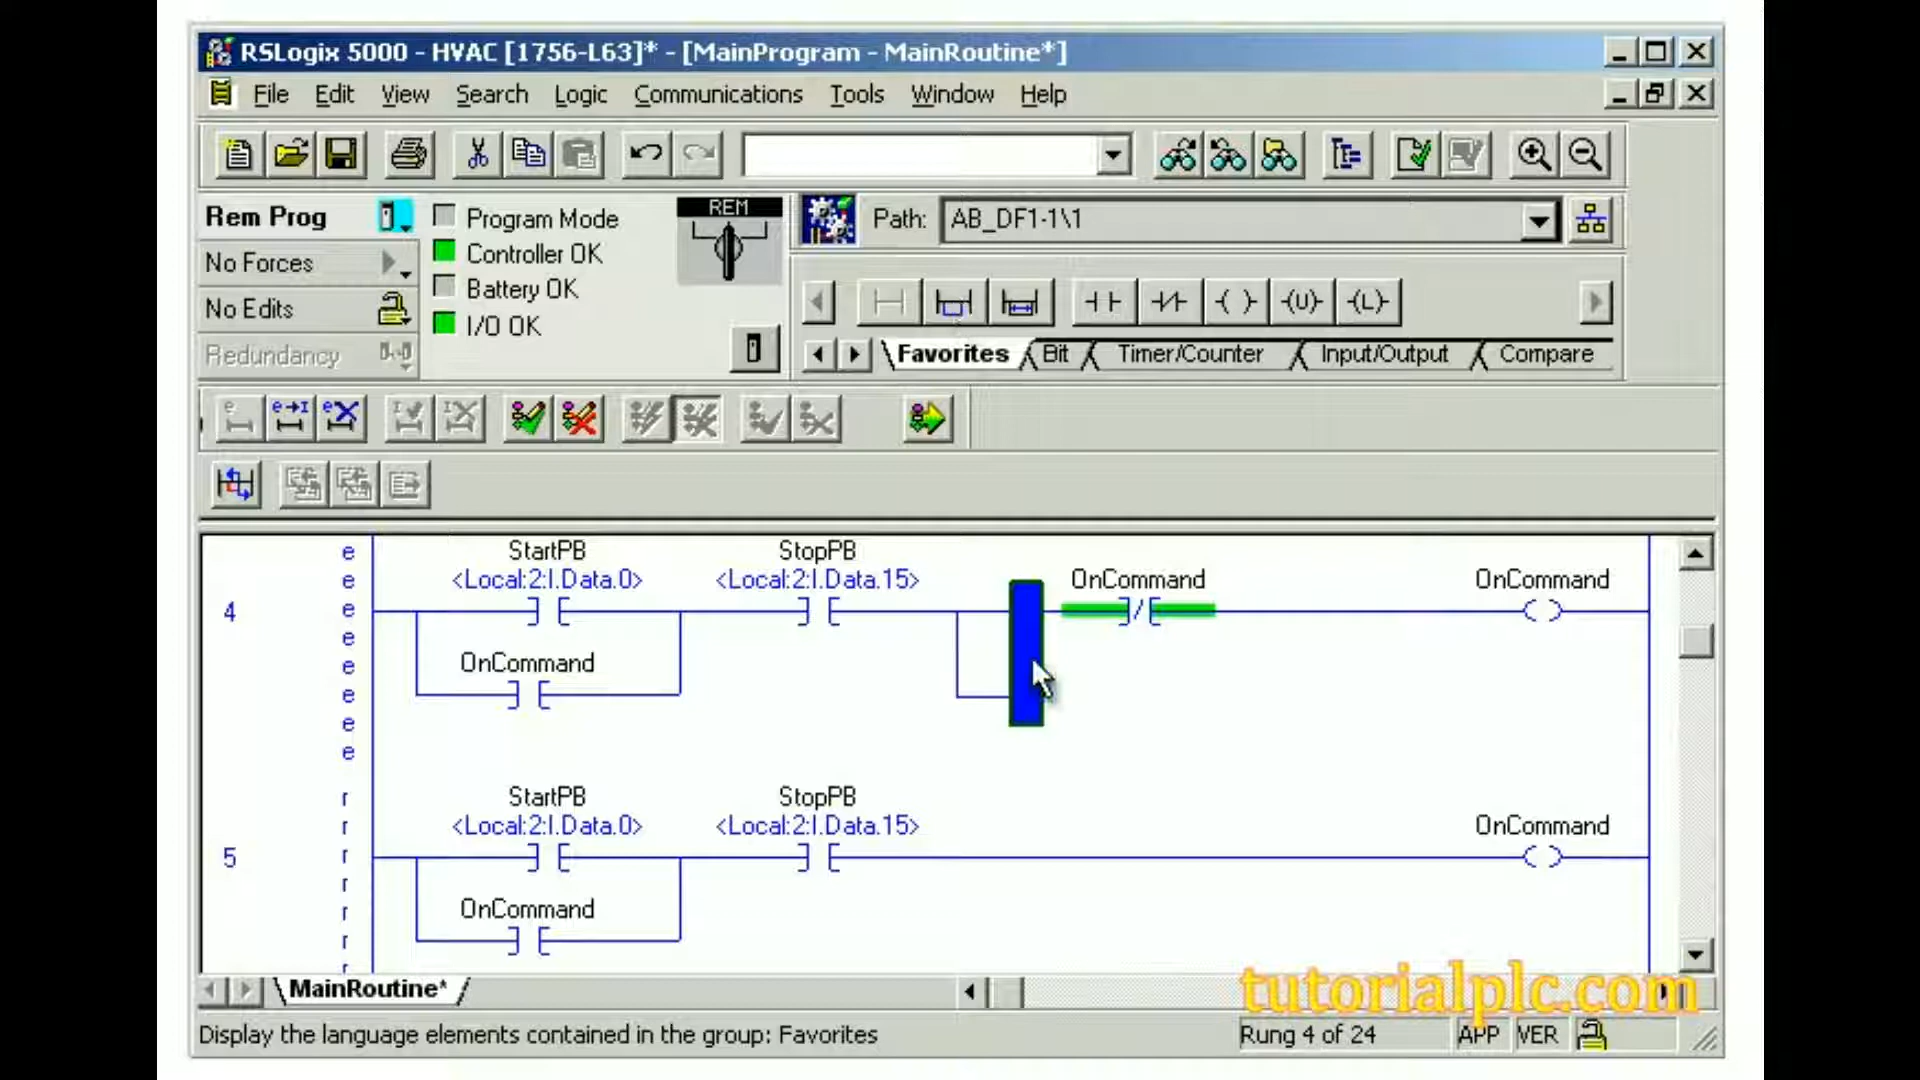 RSLogix 5000 - HVAC [1756-L63]* - [MainProgram - MainRoutine*]
File Edit View Search Logic Communications Tools Window Help
Rem Prog
Program Mode
REM
Path: AB_DF1-1\1
No Forces
Controller OK
No Edits
Battery OK
I/O OK
Redundancy
Favorites Bit Timer/Counter Input/Output Compare
e
StartPB
StopPB
e
<Local:2:I.Data.0>
<Local:2:I.Data.15>
OnCommand
OnCommand
4
e
e
e
OnCommand
e
e
e
r
StartPB
StopPB
r
<Local:2:I.Data.0>
<Local:2:I.Data.15>
OnCommand
5
r
r
r
OnCommand
r
MainRoutine*
tutorialplc.com
Display the language elements contained in the group: Favorites
Rung 4 of 24
APP
VER